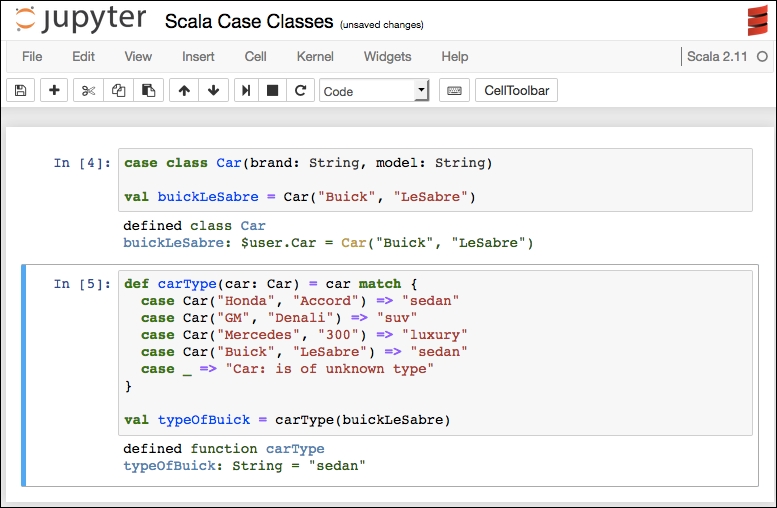 jupyter Scala Case Classes (unsaved changes)
File Edit View Insert Cell Kernel Widgets Help Scala 2.11
Code CellToolbar
In [4]: case class Car(brand: String, model: String)
val buickLeSabre = Car("Buick", "LeSabre")
defined class Car
buickLeSabre: $user.Car = Car("Buick", "LeSabre")
In [5]: def carType(car: Car) = car match {
case Car("Honda", "Accord") => "sedan"
case Car("GM", "Denali") => "suv"
case Car("Mercedes", "300") => "luxury"
case Car("Buick", "LeSabre") => "sedan"
case _ => "Car: is of unknown type"
}
val typeOfBuick = carType(buickLeSabre)
defined function carType
typeOfBuick: String = "sedan"